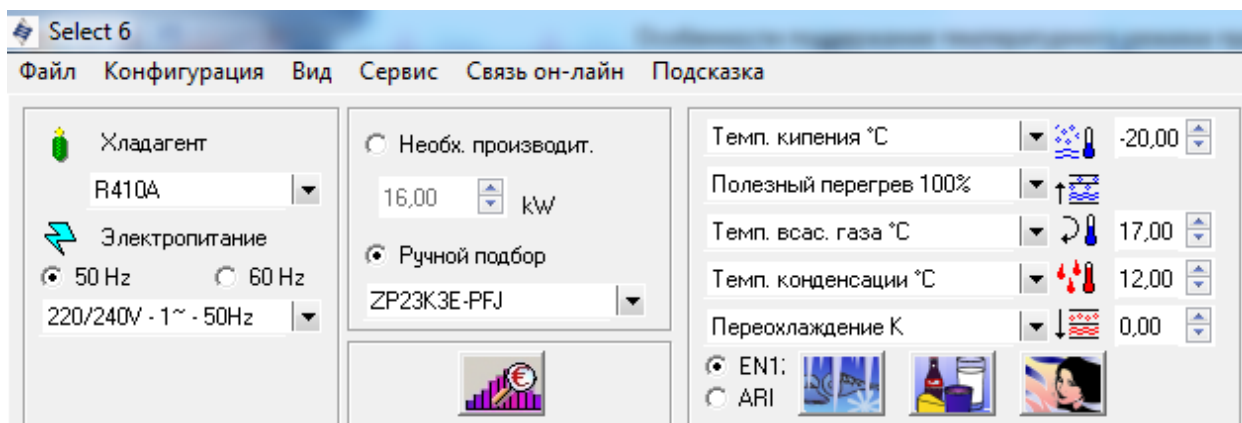 Select 6
Файл Конфигурация Вид Сервис Связь он-лайн Подсказка
Хладагент
R410A
Электропитание
50 Hz 60 Hz
220/240V - 1~ - 50Hz
Необх. производит.
16,00 kW
Ручной подбор
ZP23K3E-PFJ
Темп. кипения °C -20,00
Полезный перегрев 100%
Темп. всас. газа °C 17,00
Темп. конденсации °C 12,00
Переохлаждение K 0,00
EN1:
ARI